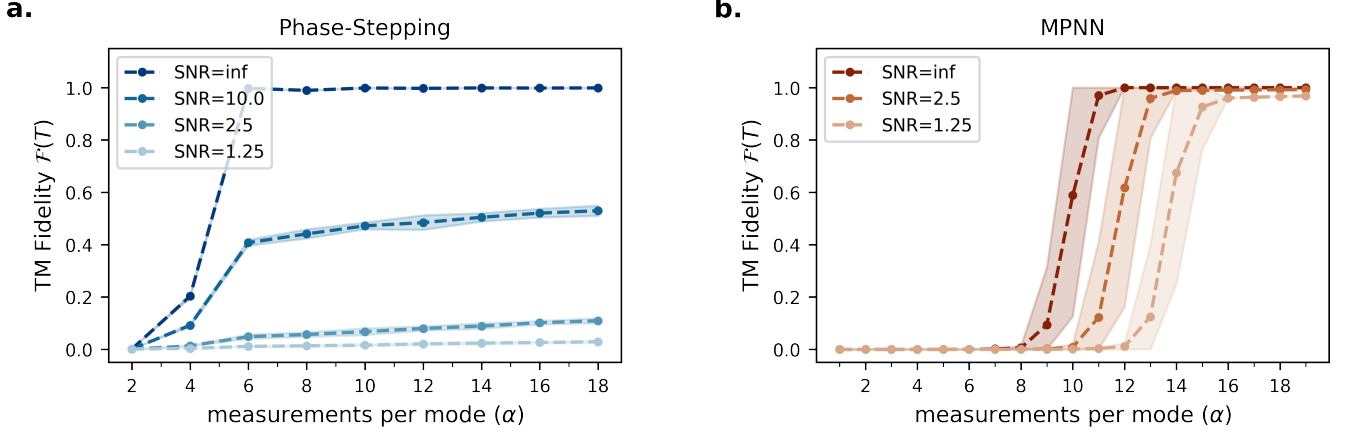 a.
Phase-Stepping
SNR=inf
SNR=10.0
SNR=2.5
SNR=1.25
TM Fidelity ℱ(T)
1.0
0.8
0.6
0.4
0.2
0.0
2 4 6 8 10 12 14 16 18
measurements per mode (α)
b.
MPNN
SNR=inf
SNR=2.5
SNR=1.25
TM Fidelity ℱ(T)
1.0
0.8
0.6
0.4
0.2
0.0
2 4 6 8 10 12 14 16 18
measurements per mode (α)